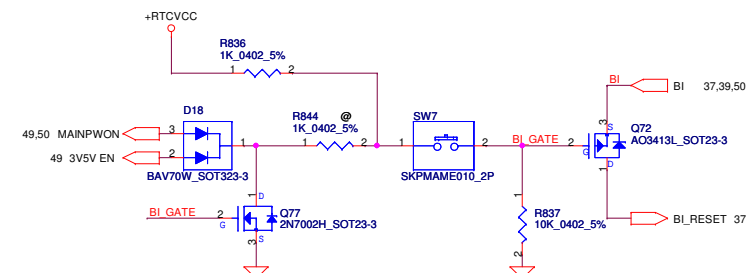 +RTCVCC
R836
1K_0402_5%
1 2
BI
BI 37,39,50
D18
R844 @
1K_0402_5%
SW7
3
S
Q72
AO3413L_SOT23-3
49,50 MAINPWON 3
1
1 2
1 2
BI_GATE
2
G
49 3V5V EN 2
BAV70W_SOT323-3
SKPMAME010_2P
D
1
1
D
Q77
2N7002H_SOT23-3
BI_GATE
2
G
S
3
1
R837
10K_0402_5%
2
BI_RESET 37